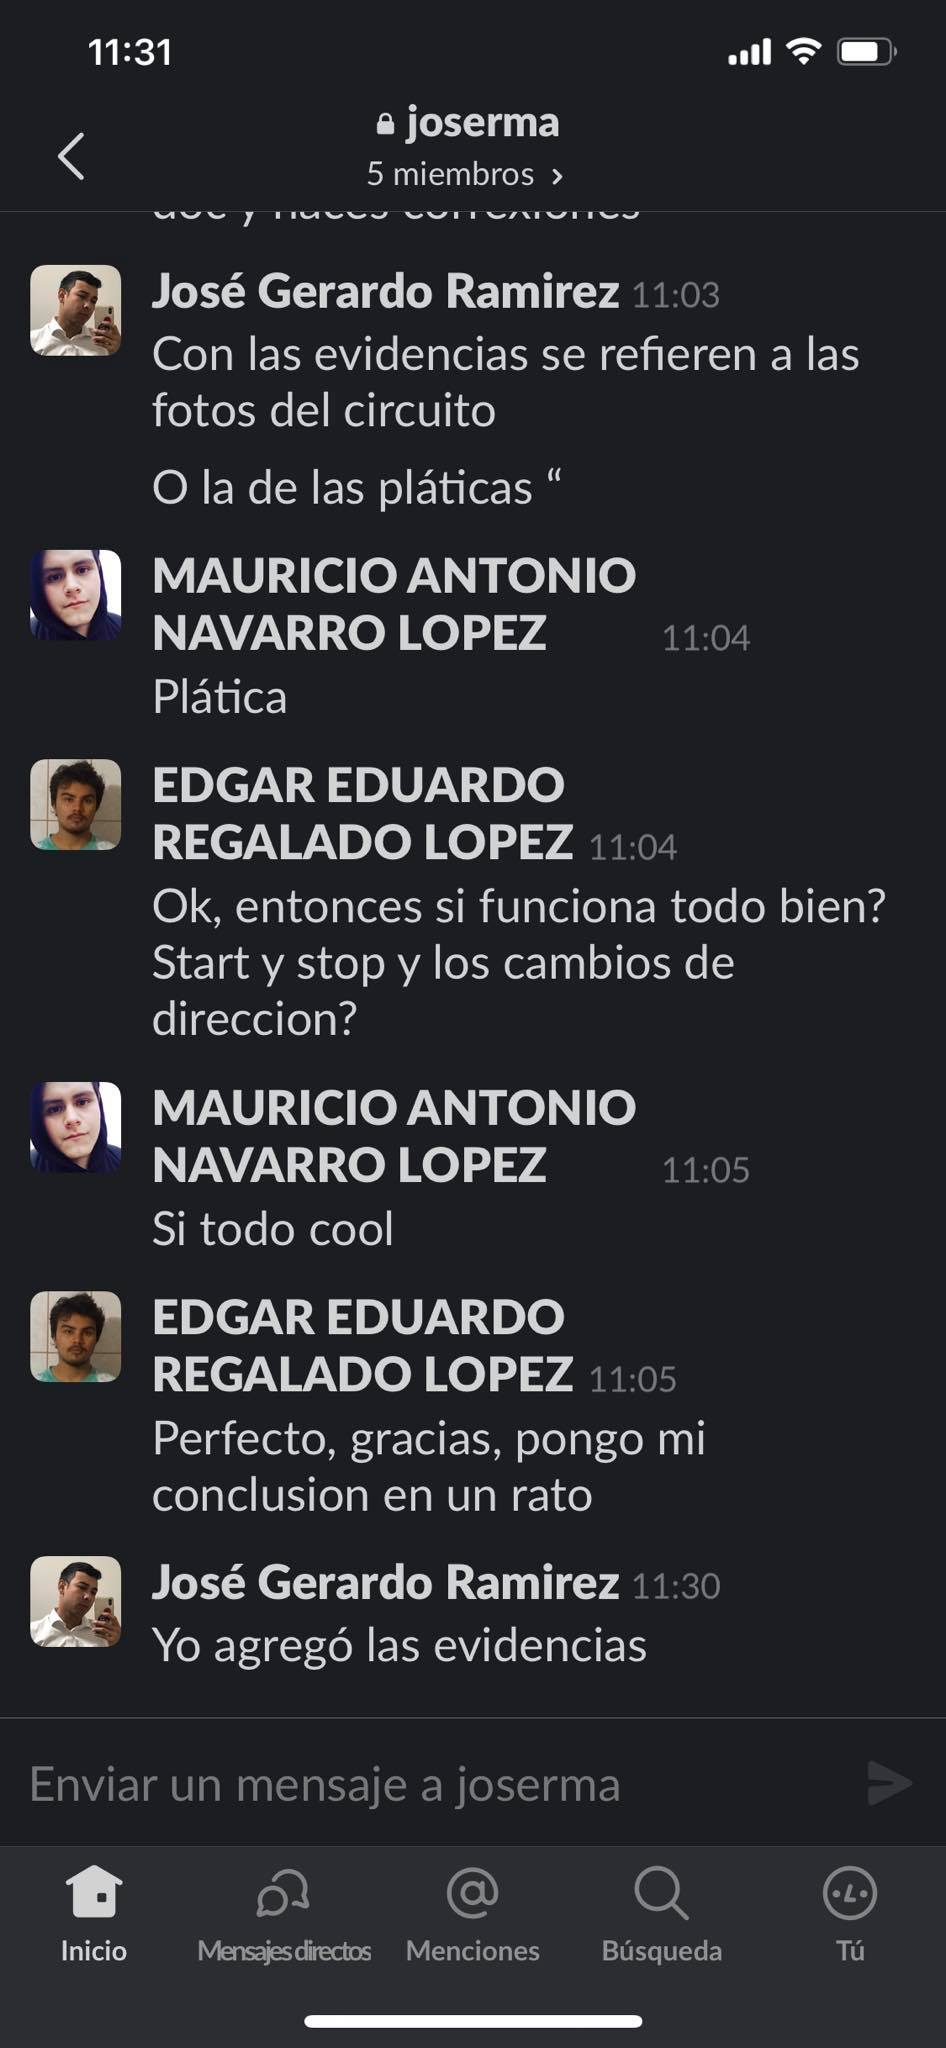 11:31
joserma
5 miembros ›
doc y haces correxiones
José Gerardo Ramirez 11:03
Con las evidencias se refieren a las
fotos del circuito
O la de las pláticas “
MAURICIO ANTONIO
NAVARRO LOPEZ 11:04
Plática
EDGAR EDUARDO
REGALADO LOPEZ 11:04
Ok, entonces si funciona todo bien?
Start y stop y los cambios de
direccion?
MAURICIO ANTONIO
NAVARRO LOPEZ 11:05
Si todo cool
EDGAR EDUARDO
REGALADO LOPEZ 11:05
Perfecto, gracias, pongo mi
conclusion en un rato
José Gerardo Ramirez 11:30
Yo agregó las evidencias
Enviar un mensaje a joserma
Inicio Mensajes directos Menciones Búsqueda Tú